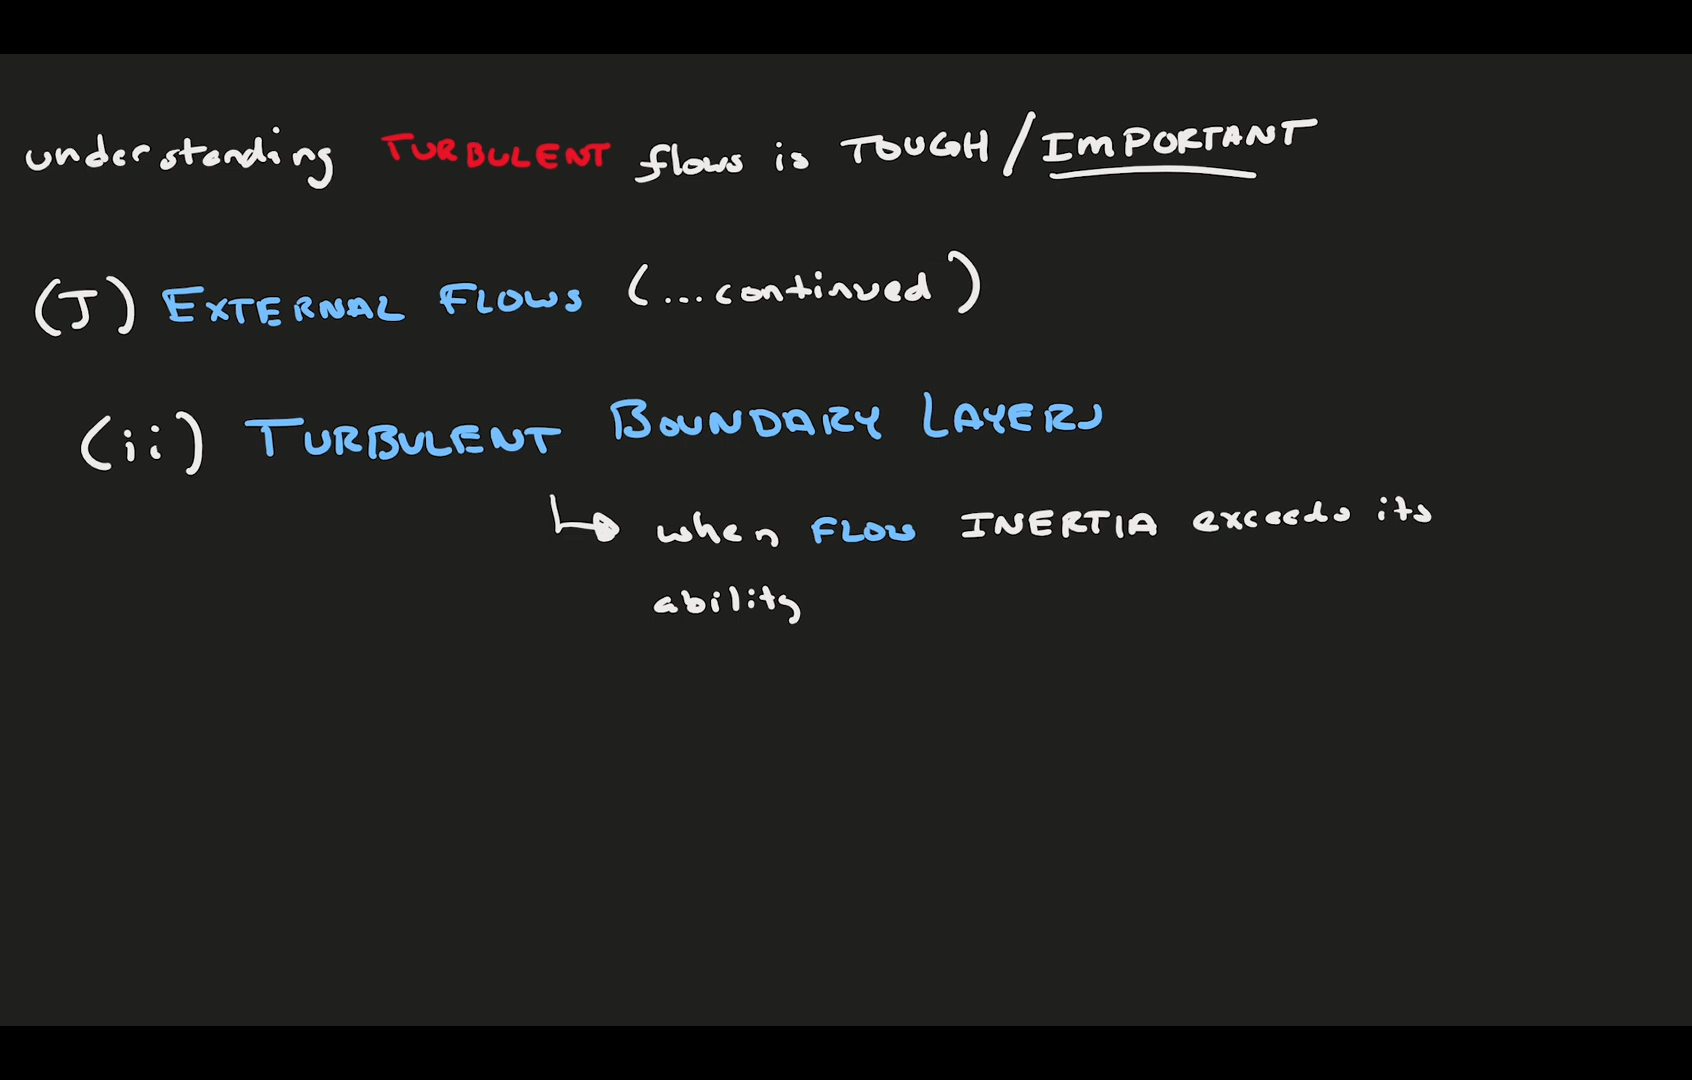 understanding TURBULENT flows is TOUGH/IMPORTANT
(J) EXTERNAL FLOWS (...continued)
(ii) TURBULENT BOUNDARY LAYERS
↳ when FLOW INERTIA exceeds its
ability